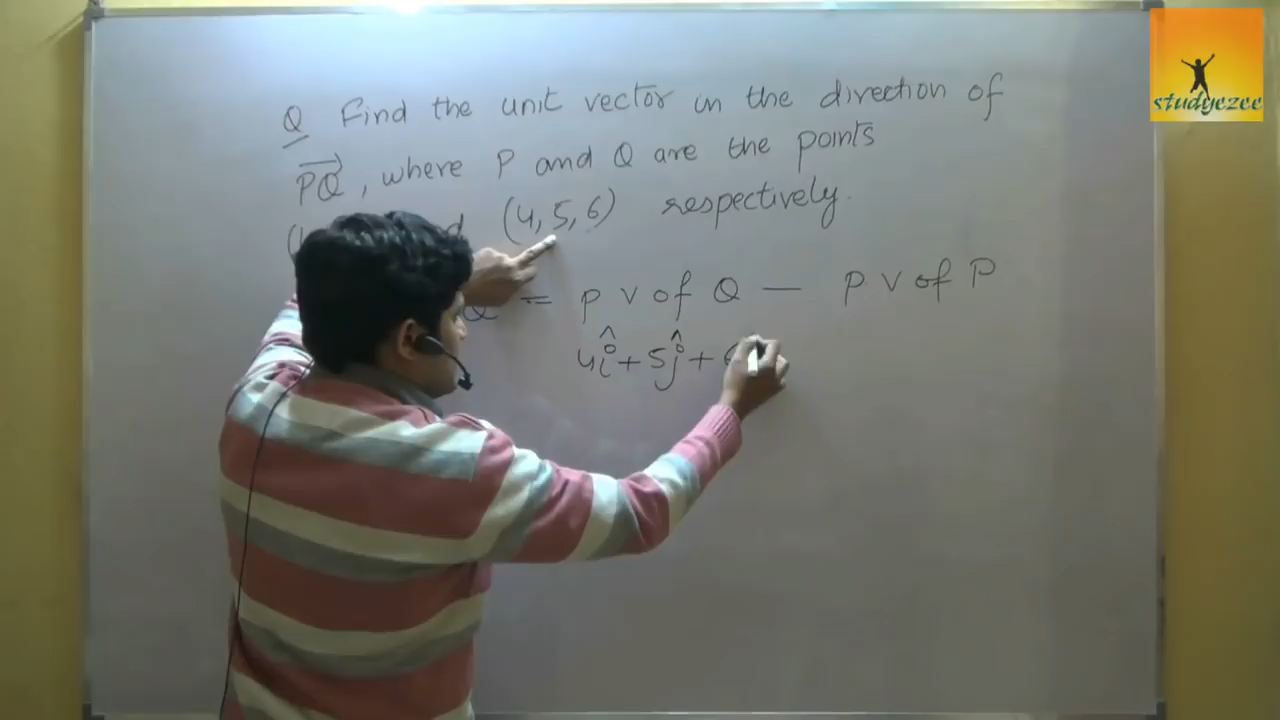 Q Find the unit vector in the direction of
PQ, where P and Q are the points
(4, 5, 6) respectively.
= P V of Q — P V of P
4î + 5ĵ +
studyezee